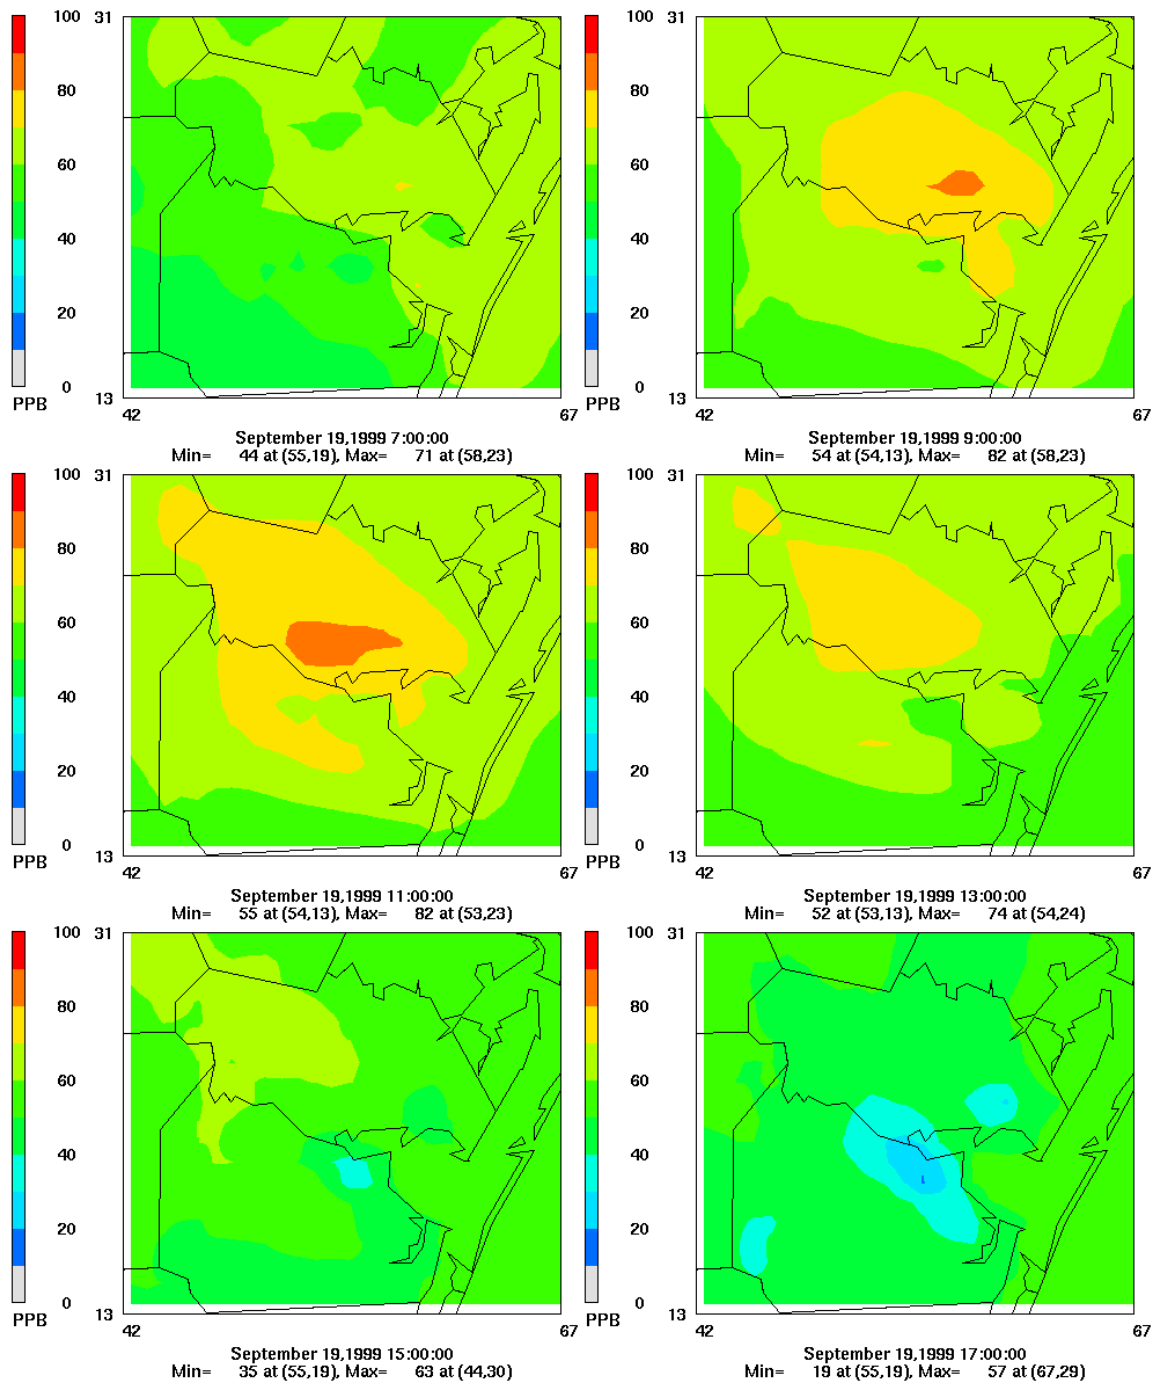 100 31 100 31
80 80
60 60
40 40
20 20
0 0
PPB 13 PPB 13
42 67 42 67
September 19,1999 7:00:00 September 19,1999 9:00:00
Min= 44 at (55,19), Max= 71 at (58,23) Min= 54 at (54,13), Max= 82 at (58,23)
100 31 100 31
80 80
60 60
40 40
20 20
0 0
PPB 13 PPB 13
42 67 42 67
September 19,1999 11:00:00 September 19,1999 13:00:00
Min= 55 at (54,13), Max= 82 at (53,23) Min= 52 at (53,13), Max= 74 at (54,24)
100 31 100 31
80 80
60 60
40 40
20 20
0 0
PPB 13 PPB 13
42 67 42 67
September 19,1999 15:00:00 September 19,1999 17:00:00
Min= 35 at (55,19), Max= 63 at (44,30) Min= 19 at (55,19), Max= 57 at (67,29)